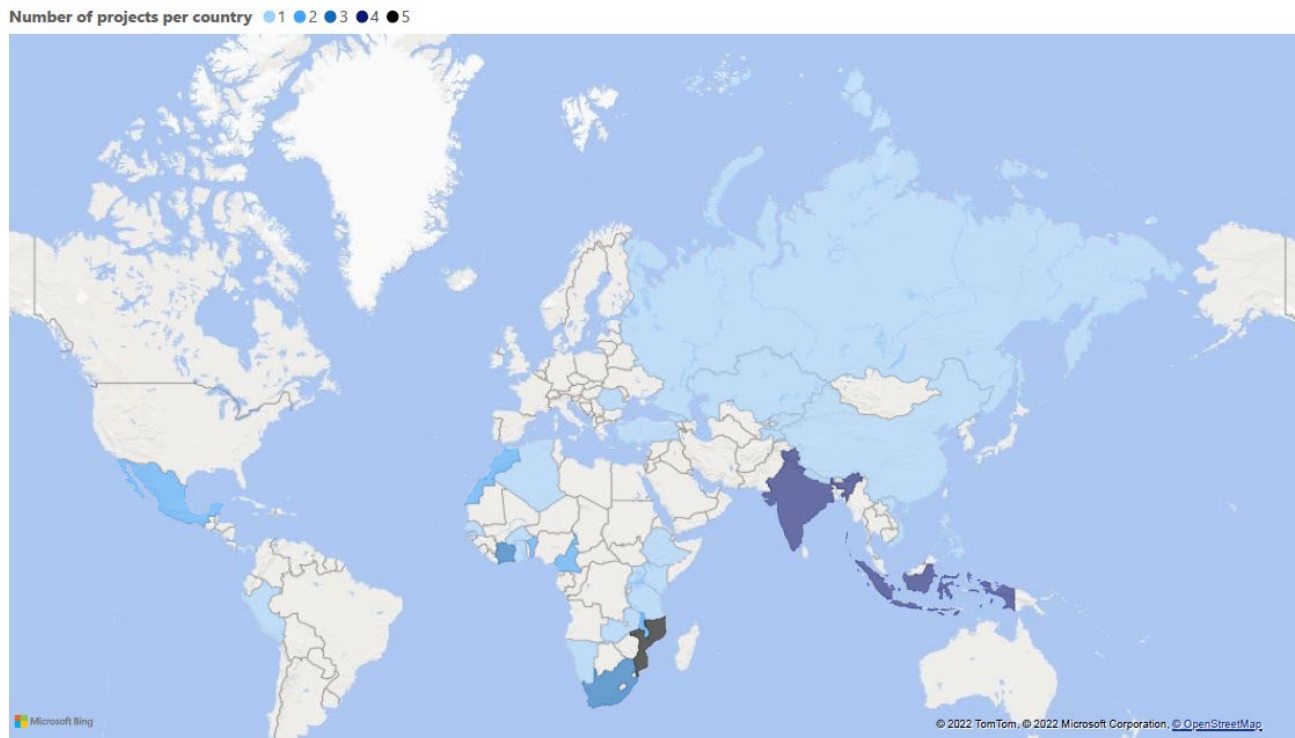 Number of projects per country 1 2 3 4 5
Microsoft Bing
© 2022 TomTom, © 2022 Microsoft Corporation, © OpenStreetMap